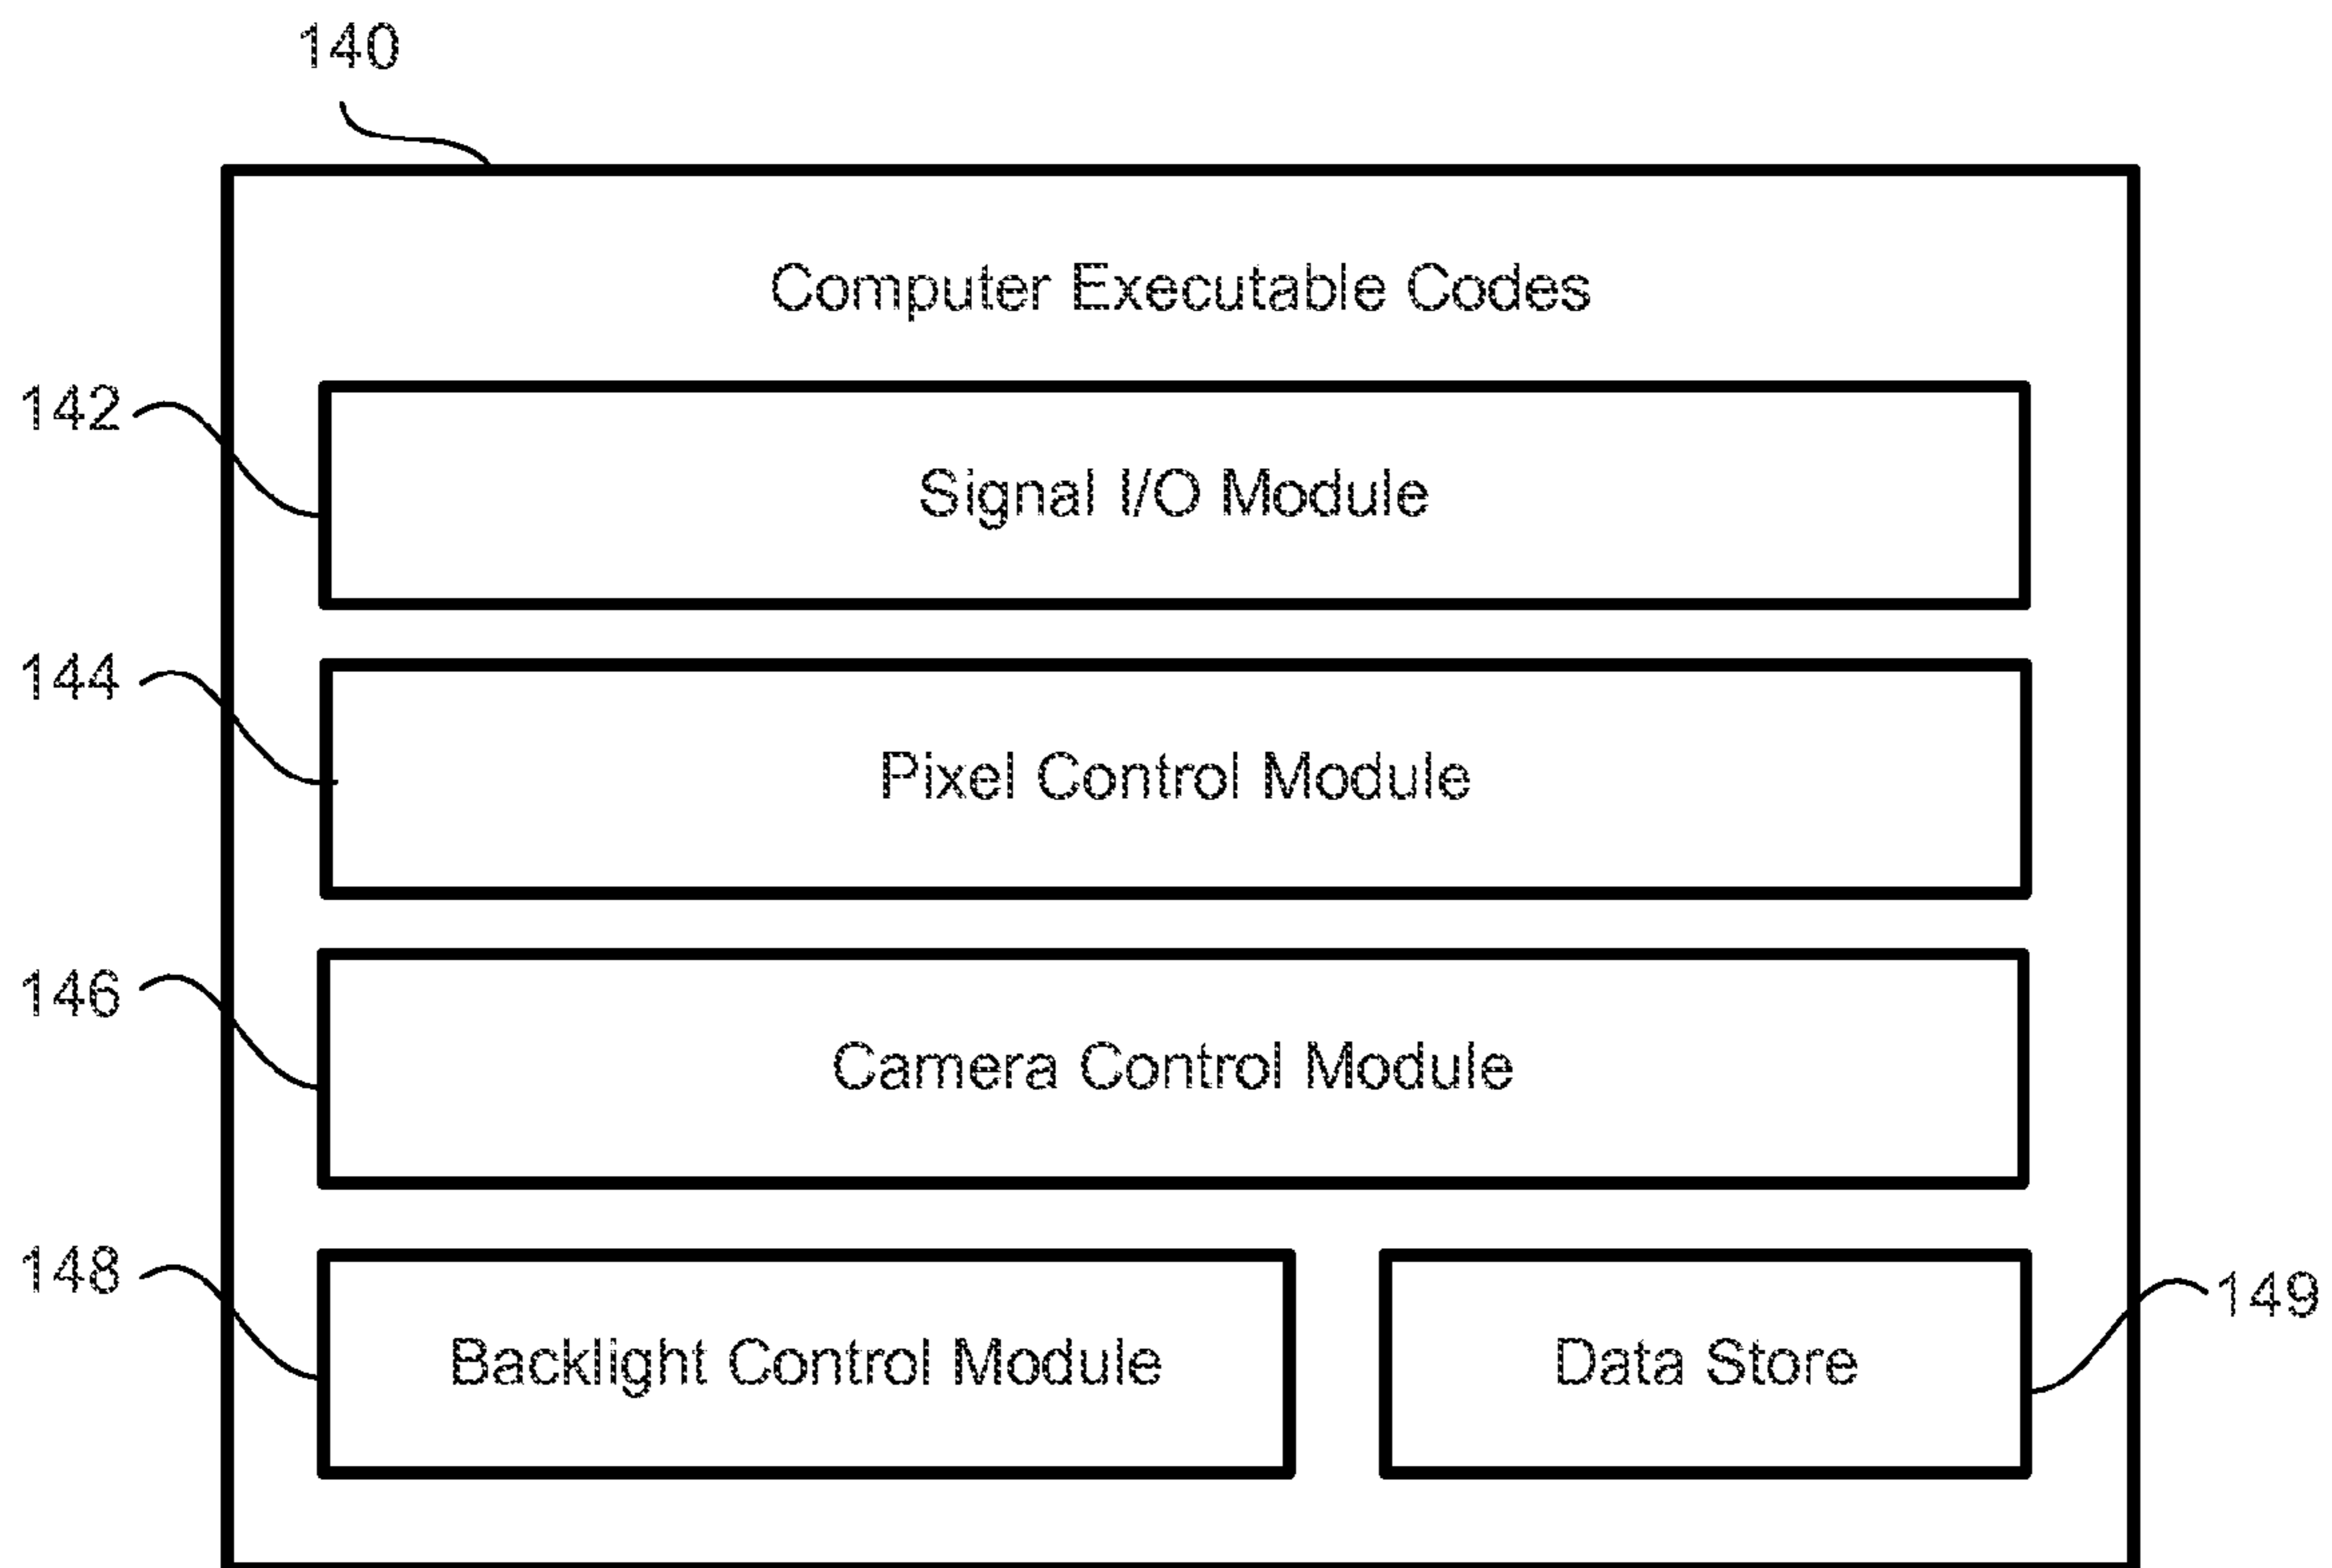 140
Computer Executable Codes
142
Signal I/O Module
144
Pixel Control Module
146
Camera Control Module
148
Backlight Control Module
Data Store
149